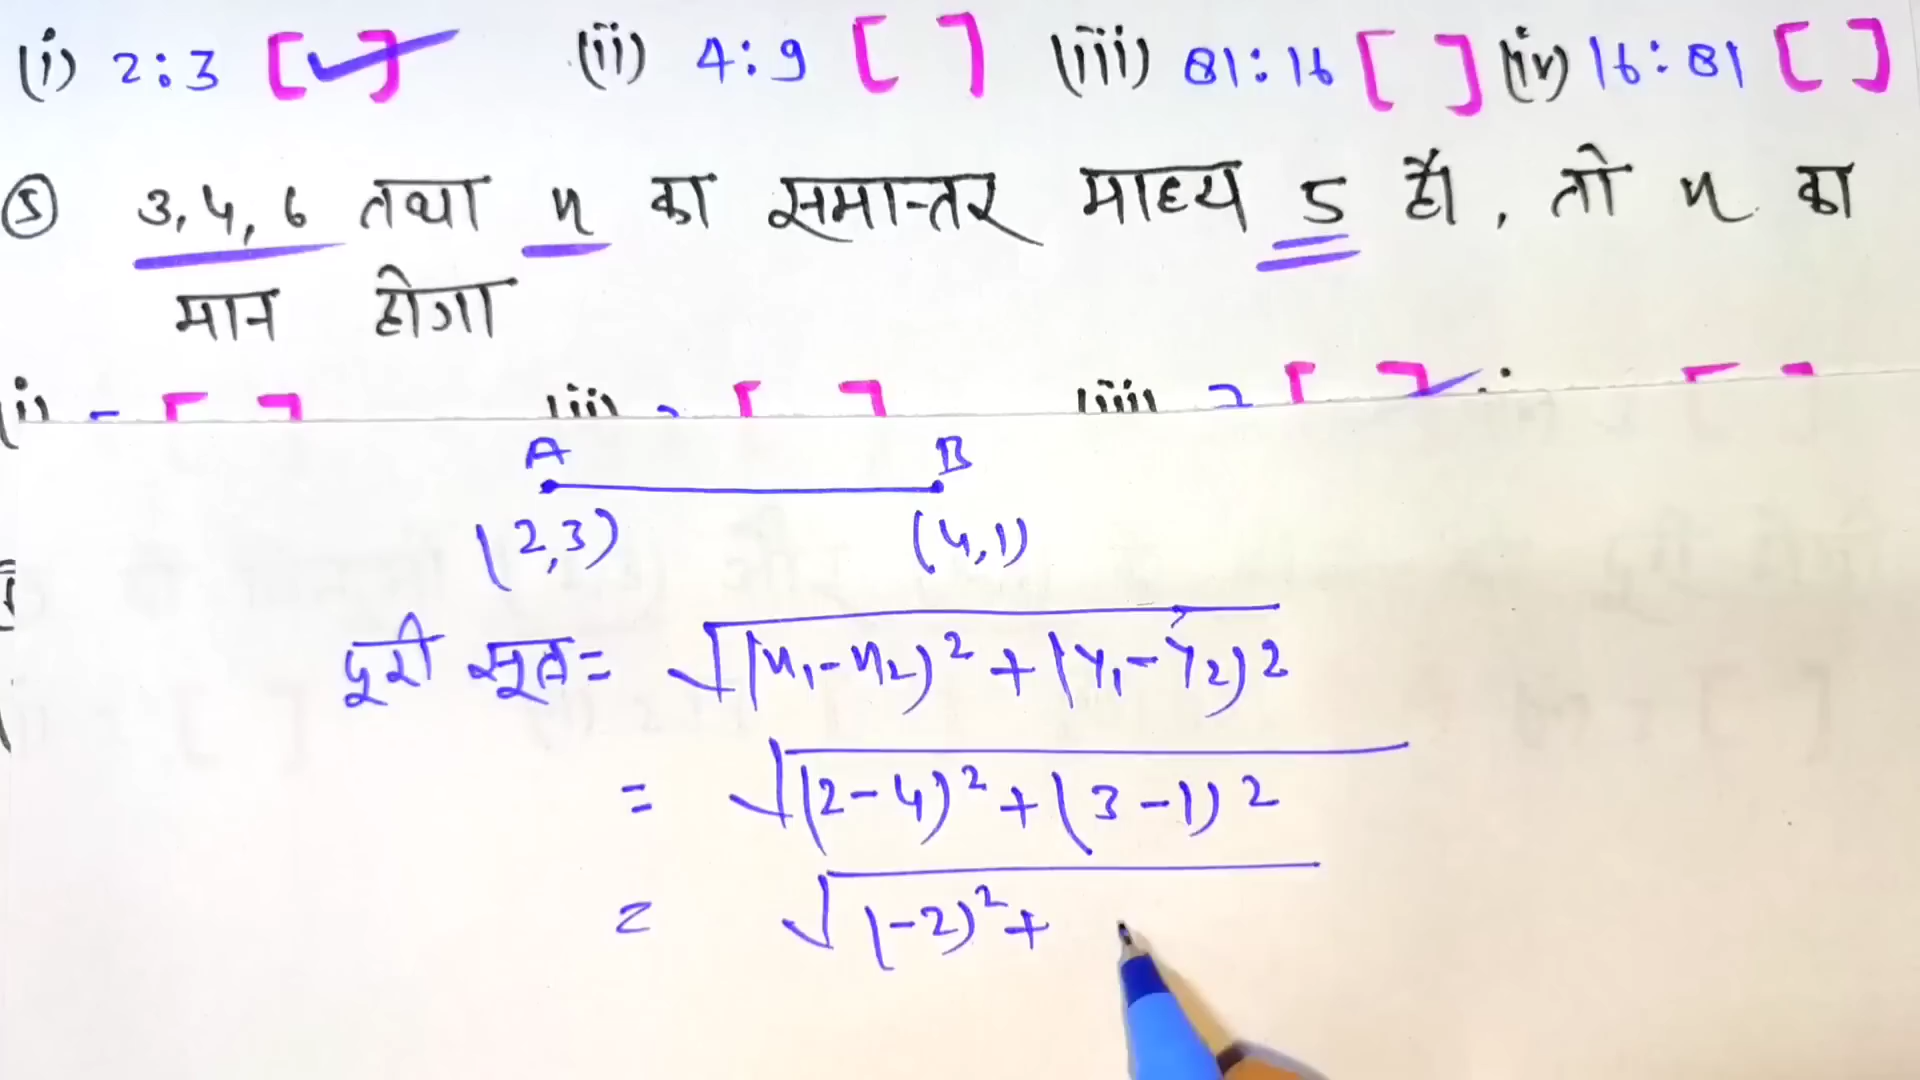 (i) 2:3 [✓] (ii) 4:9 [ ] (iii) 81:16 [ ] (iv) 16:81 [ ]
⑤ 3, 4, 6 तथा x का समान्तर माध्य 5 है, तो x का
मान होगा
A B
(2,3) (4,1)
दूरी सूत्र = √(x₁-x₂)² + (y₁-y₂)2
= √(2-4)² + (3-1)2
= √(-2)² +